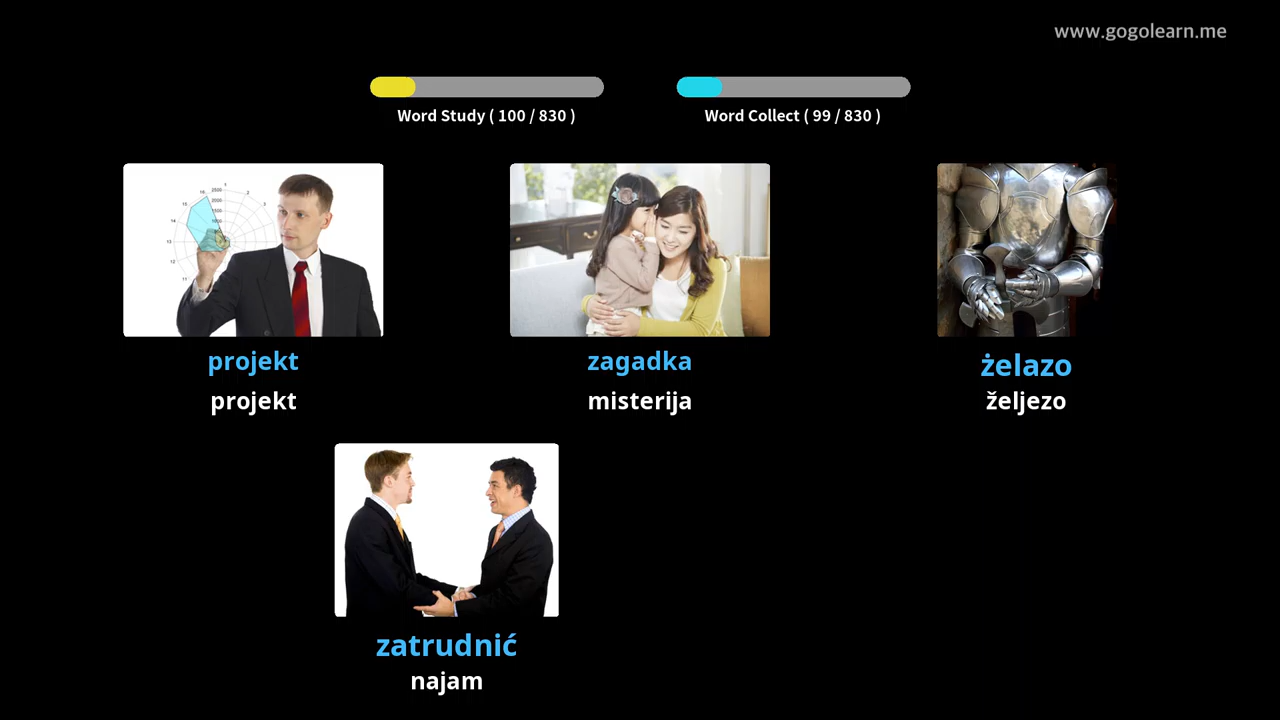 www.gogolearn.me
Word Study ( 100 / 830 )
Word Collect ( 99 / 830 )
projekt
projekt
zagadka
misterija
żelazo
željezo
zatrudnić
najam